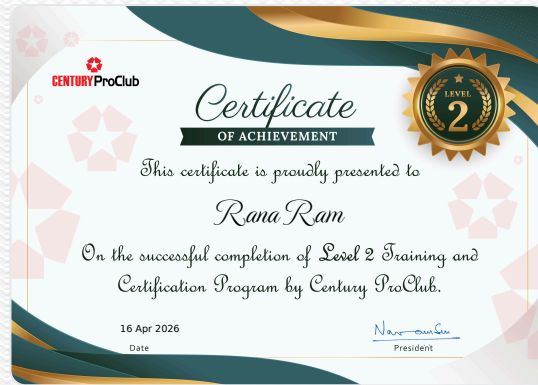 CENTURY ProClub
LEVEL
2
Certificate
OF ACHIEVEMENT
This certificate is proudly presented to
Rana Ram
On the successful completion of Level 2 Training and
Certification Program by Century ProClub.
16 Apr 2026
Date
President